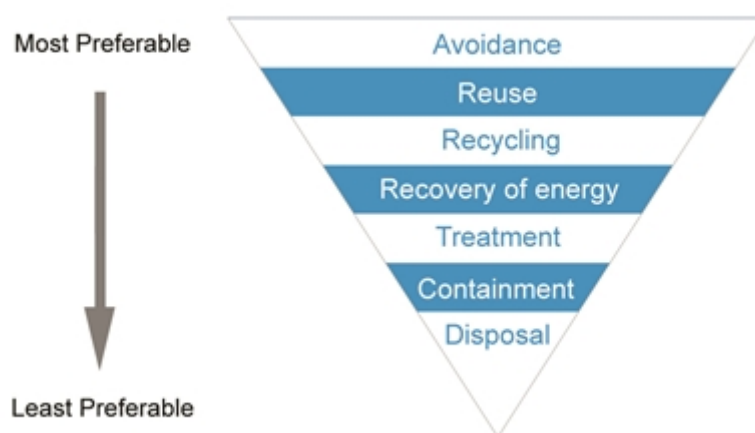 Most Preferable
Avoidance
Reuse
Recycling
Recovery of energy
Treatment
Containment
Disposal
Least Preferable